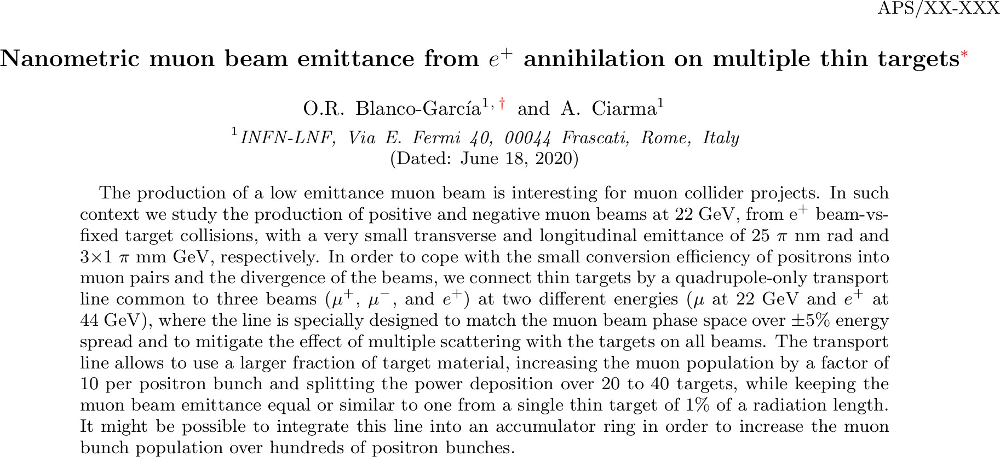 APS/XX-XXX
Nanometric muon beam emittance from e⁺ annihilation on multiple thin targets*
O.R. Blanco-García¹,† and A. Ciarma¹
¹INFN-LNF, Via E. Fermi 40, 00044 Frascati, Rome, Italy
(Dated: June 18, 2020)
The production of a low emittance muon beam is interesting for muon collider projects. In such
context we study the production of positive and negative muon beams at 22 GeV, from e⁺ beam-vs-
fixed target collisions, with a very small transverse and longitudinal emittance of 25 π nm rad and
3×1 π mm GeV, respectively. In order to cope with the small conversion efficiency of positrons into
muon pairs and the divergence of the beams, we connect thin targets by a quadrupole-only transport
line common to three beams (μ⁺, μ⁻, and e⁺) at two different energies (μ at 22 GeV and e⁺ at
44 GeV), where the line is specially designed to match the muon beam phase space over ±5% energy
spread and to mitigate the effect of multiple scattering with the targets on all beams. The transport
line allows to use a larger fraction of target material, increasing the muon population by a factor of
10 per positron bunch and splitting the power deposition over 20 to 40 targets, while keeping the
muon beam emittance equal or similar to one from a single thin target of 1% of a radiation length.
It might be possible to integrate this line into an accumulator ring in order to increase the muon
bunch population over hundreds of positron bunches.